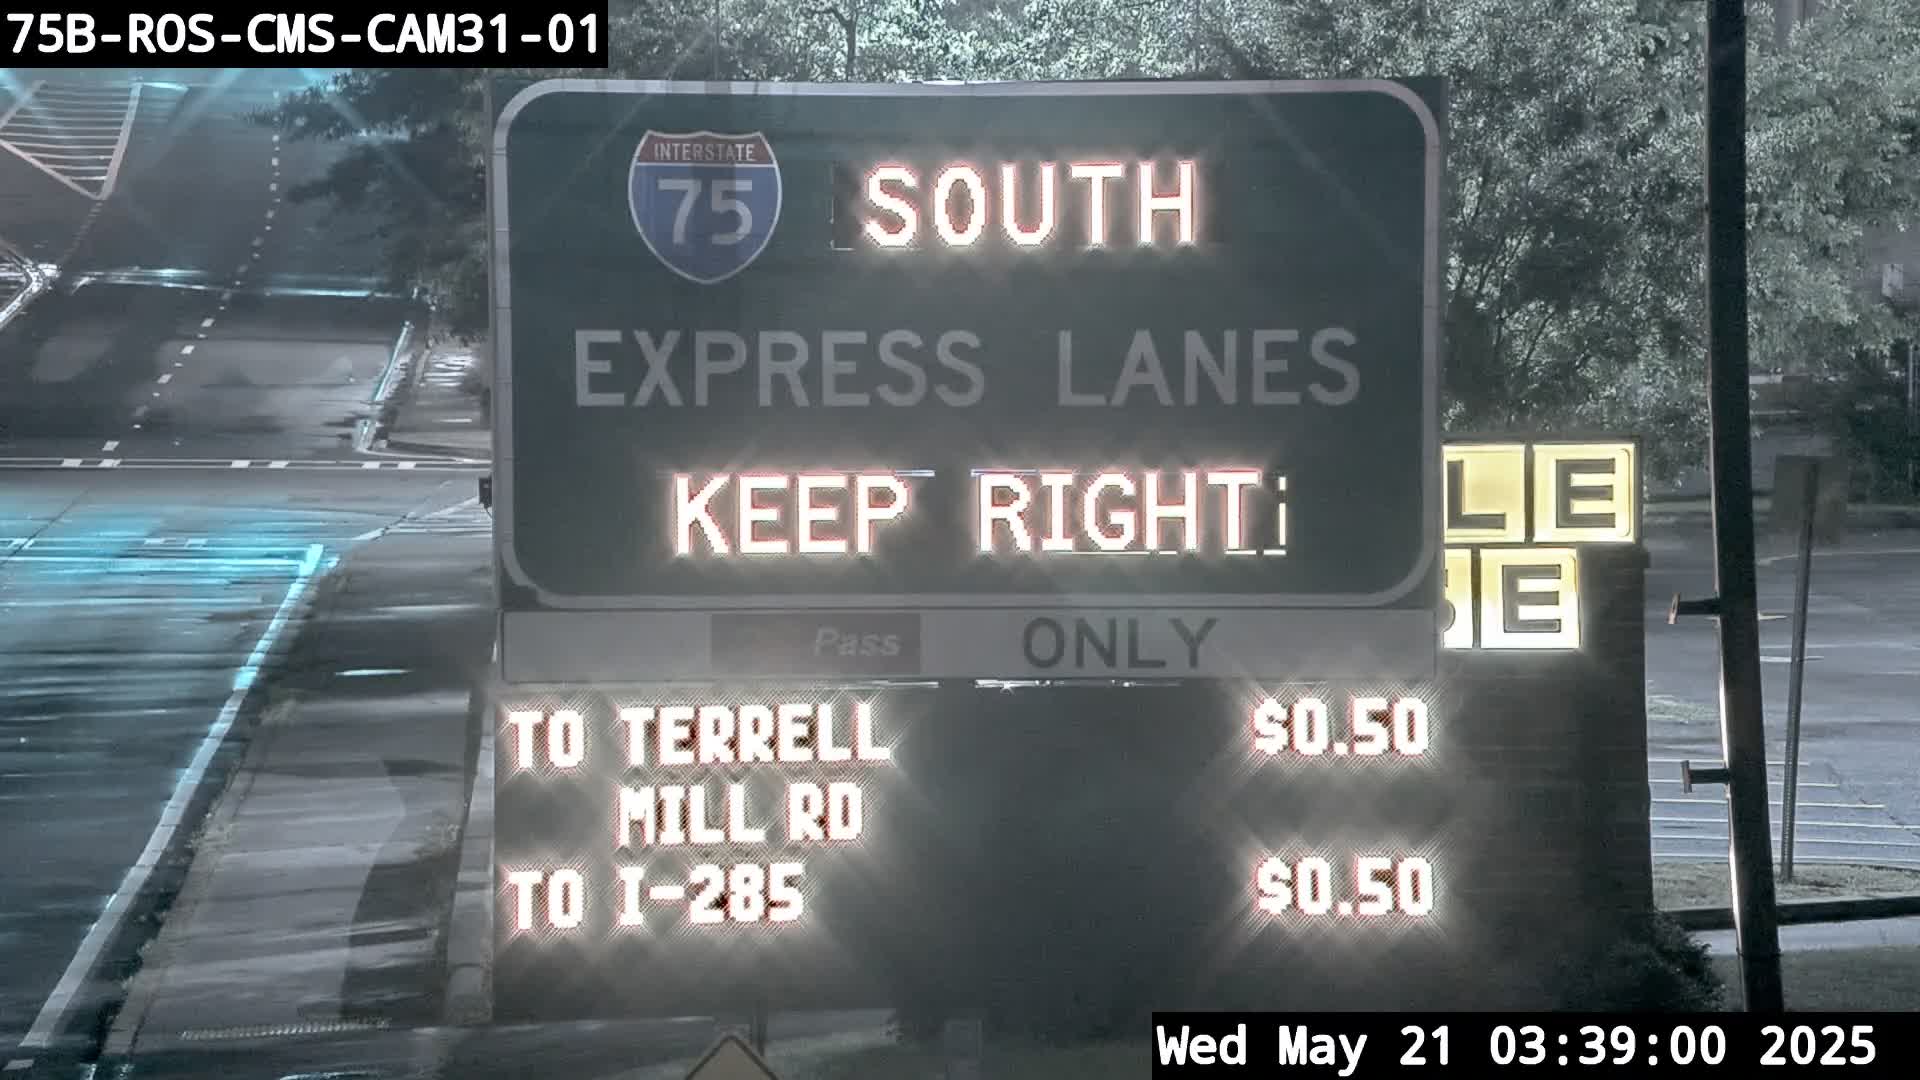 75B-ROS-CMS-CAM31-01
INTERSTATE
75
SOUTH
EXPRESS LANES
KEEP RIGHT
Pass ONLY
LE
E
TO TERRELL $0.50
MILL RD
TO I-285 $0.50
Wed May 21 03:39:00 2025